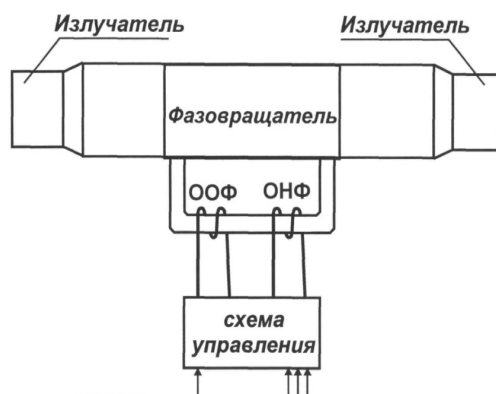 Излучатель
Излучатель
Фазовращатель
ООФ ОНФ
схема
управления